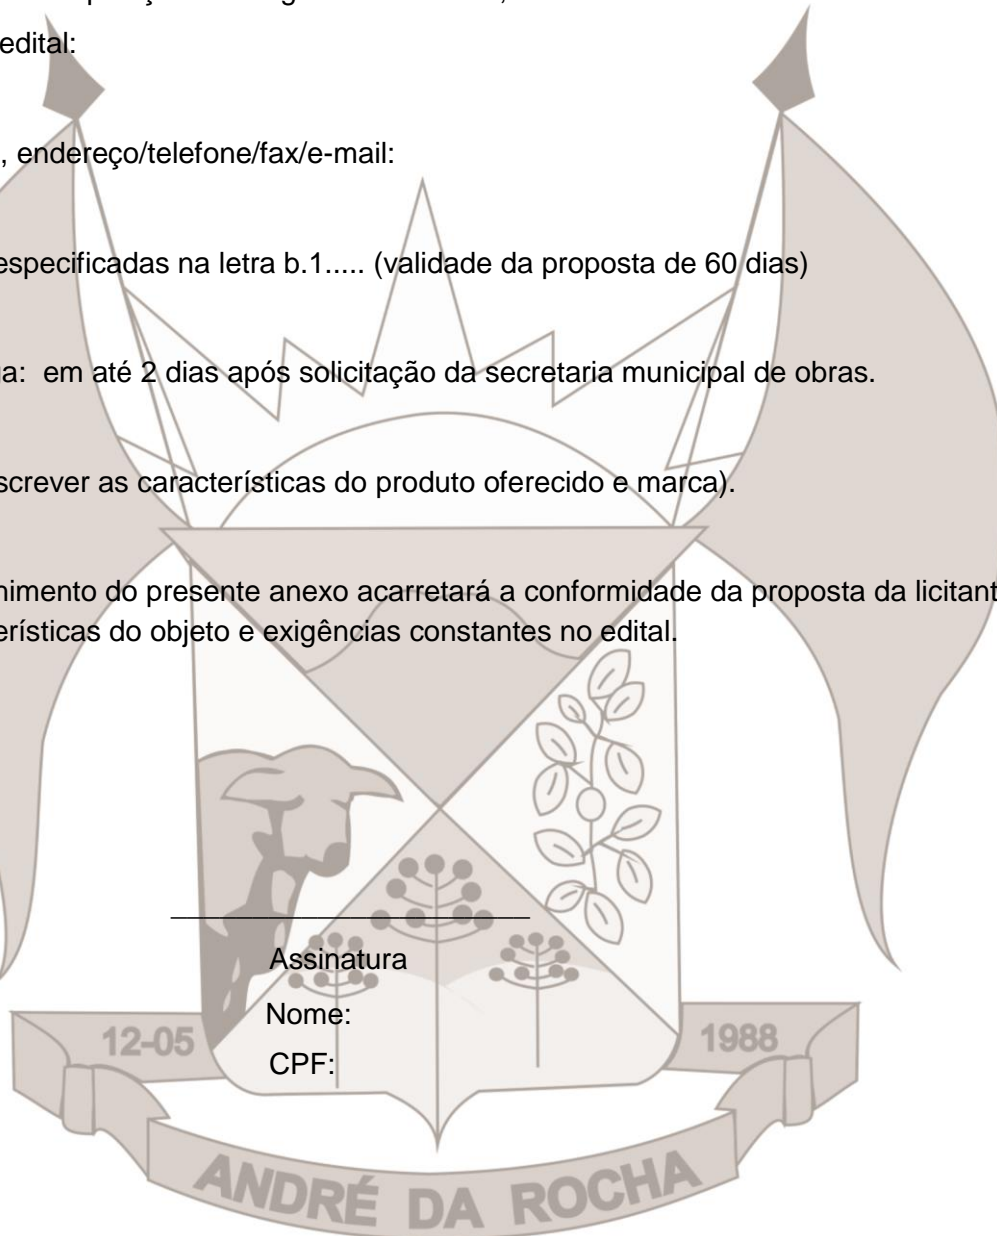 edital:
, endereço/telefone/fax/e-mail:
especificadas na letra b.1..... (validade da proposta de 60 dias)
em até 2 dias após solicitação da secretaria municipal de obras.
screver as características do produto oferecido e marca).
nimento do presente anexo acarretará a conformidade da proposta da licitant
erísticas do objeto e exigências constantes no edital.
Assinatura
Nome:
CPF:
12-05
1988
ANDRÉ DA ROCHA